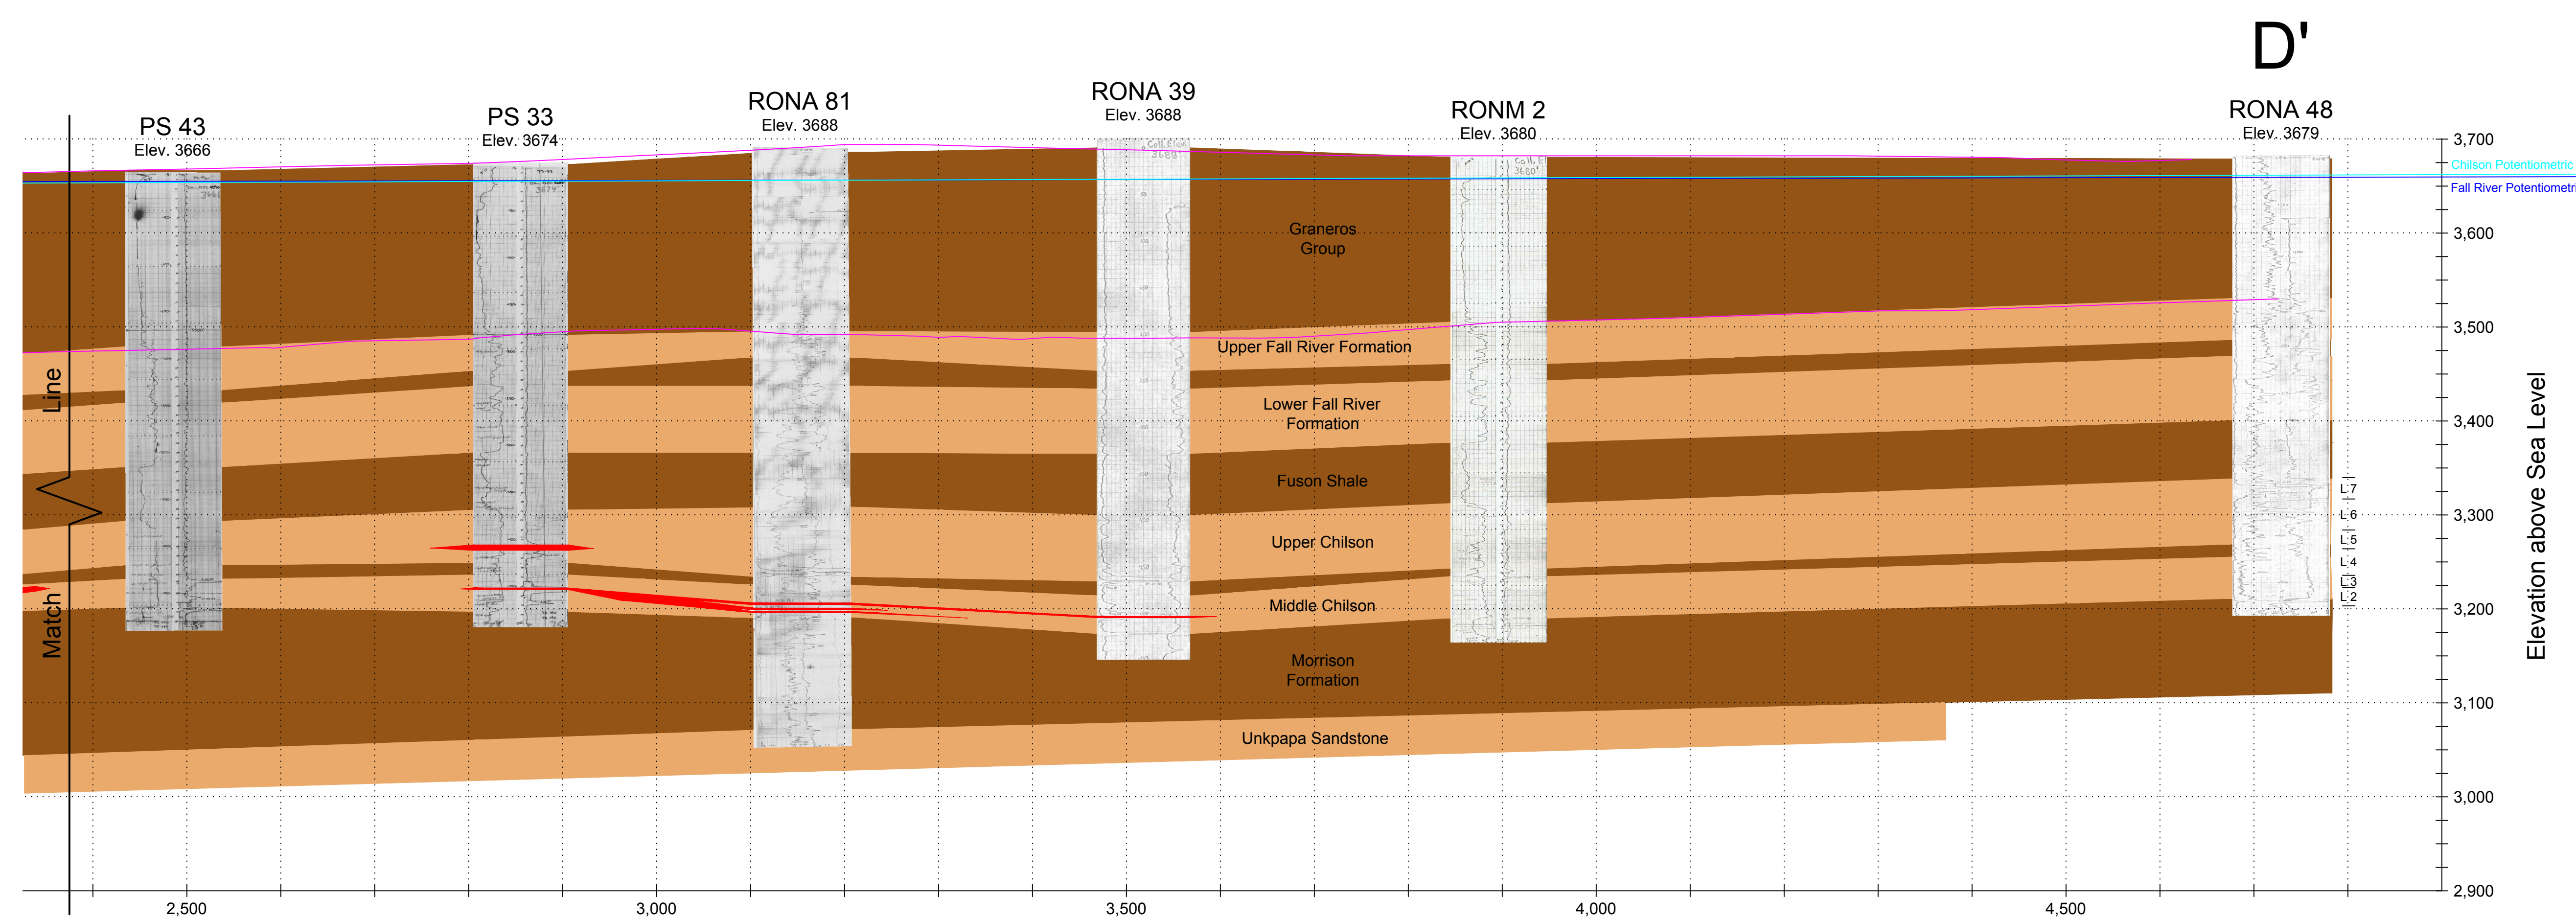 D'
PS 43
Elev. 3666
PS 33
Elev. 3674
RONA 81
Elev. 3688
RONA 39
Elev. 3688
RONM 2
Elev. 3680
RONA 48
Elev. 3679
3,700
Chilson Potentiometric
Fall River Potentiometri
3,600
3,500
3,400
3,300
3,200
3,100
3,000
2,900
Elevation above Sea Level
Graneros
Group
Upper Fall River Formation
Lower Fall River
Formation
Fuson Shale
Upper Chilson
Middle Chilson
Morrison
Formation
Unkpapa Sandstone
L 7
L 6
L 5
L 4
L 3
L 2
Match Line
2,500
3,000
3,500
4,000
4,500